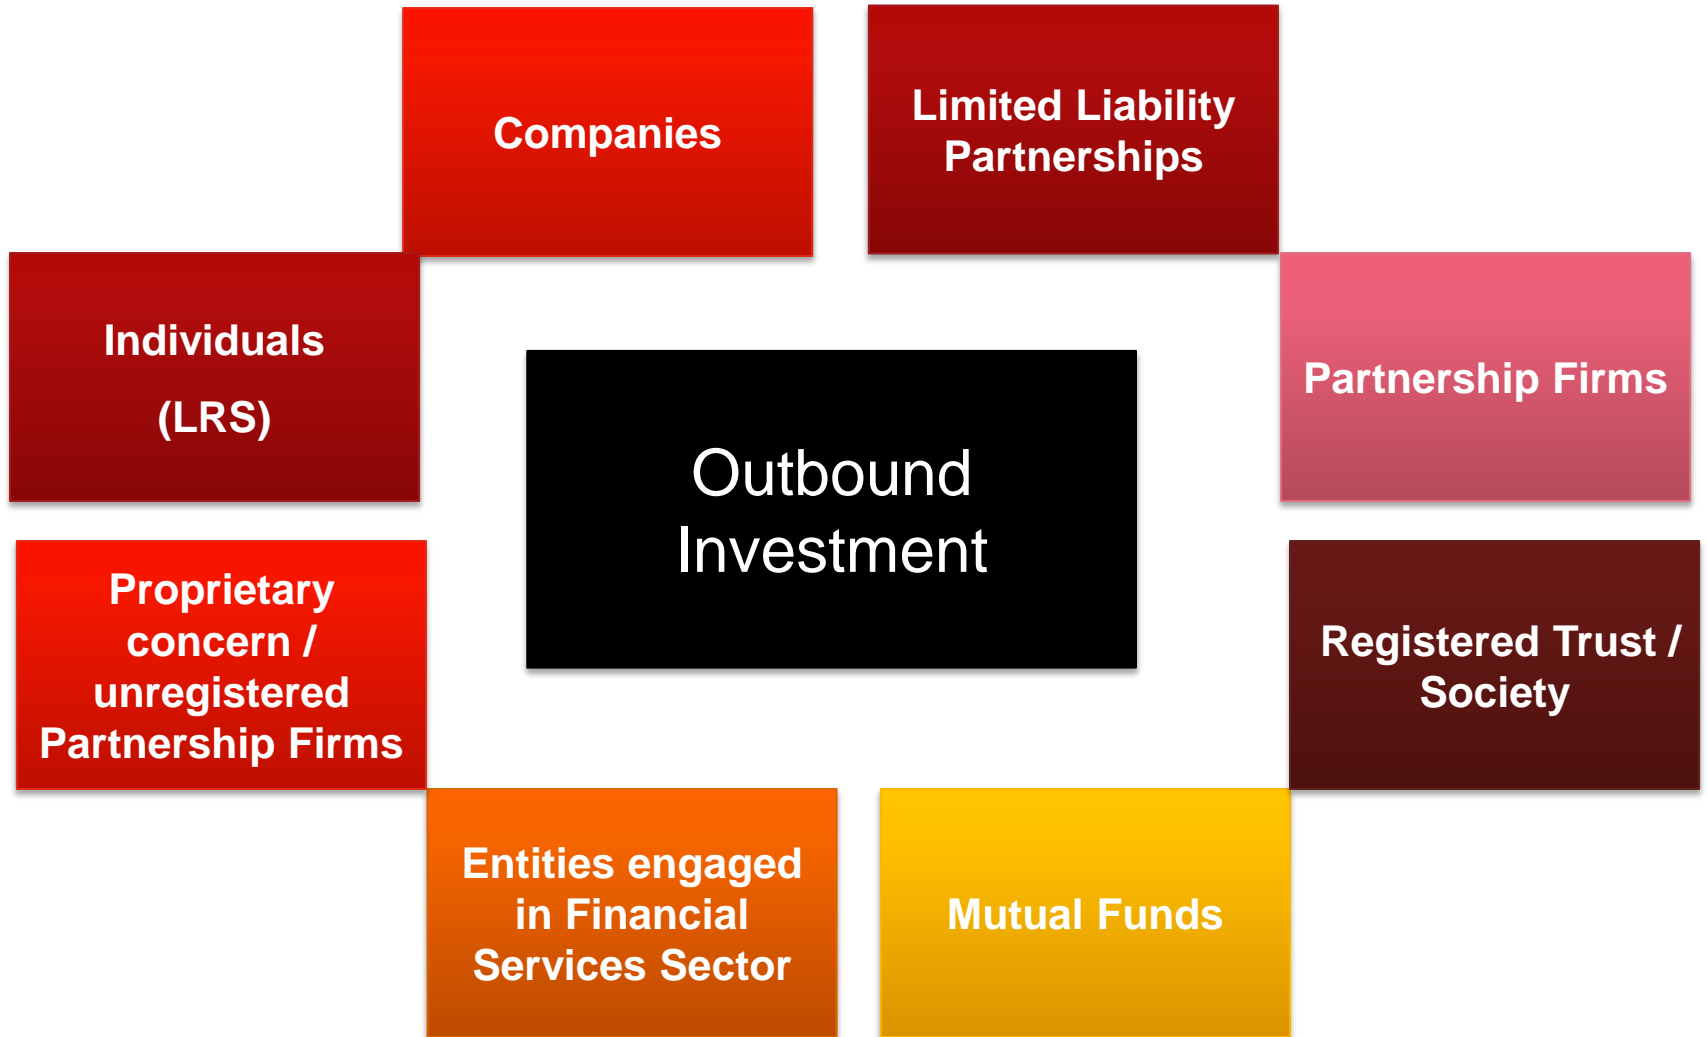 Companies
Limited Liability
Partnerships
Individuals
(LRS)
Partnership Firms
Outbound
Investment
Proprietary
concern /
unregistered
Partnership Firms
Registered Trust /
Society
Entities engaged
in Financial
Services Sector
Mutual Funds